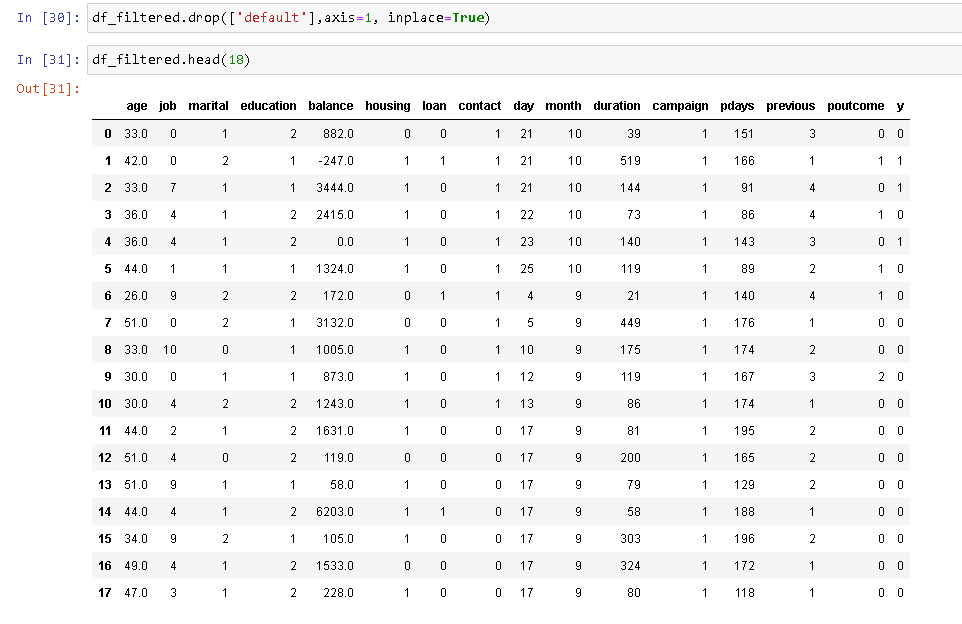 In [30]: df_filtered.drop(['default'],axis=1, inplace=True)
In [31]: df_filtered.head(18)
Out[31]:
age job marital education balance housing loan contact day month duration campaign pdays previous poutcome y
0 33.0 0 1 2 882.0 0 0 1 21 10 39 1 151 3 0 0
1 42.0 0 2 1 -247.0 1 1 1 21 10 519 1 166 1 1 1
2 33.0 7 1 1 3444.0 1 0 1 21 10 144 1 91 4 0 1
3 36.0 4 1 2 2415.0 1 0 1 22 10 73 1 86 4 1 0
4 36.0 4 1 2 0.0 1 0 1 23 10 140 1 143 3 0 1
5 44.0 1 1 1 1324.0 1 0 1 25 10 119 1 89 2 1 0
6 26.0 9 2 2 172.0 0 1 1 4 9 21 1 140 4 1 0
7 51.0 0 2 1 3132.0 0 0 1 5 9 449 1 176 1 0 0
8 33.0 10 0 1 1005.0 1 0 1 10 9 175 1 174 2 0 0
9 30.0 0 1 1 873.0 1 0 1 12 9 119 1 167 3 2 0
10 30.0 4 2 2 1243.0 1 0 1 13 9 86 1 174 1 0 0
11 44.0 2 1 2 1631.0 1 0 0 17 9 81 1 195 2 0 0
12 51.0 4 0 2 119.0 0 0 0 17 9 200 1 165 2 0 0
13 51.0 9 1 1 58.0 1 0 0 17 9 79 1 129 2 0 0
14 44.0 4 1 2 6203.0 1 1 0 17 9 58 1 188 1 0 0
15 34.0 9 2 1 105.0 1 0 0 17 9 303 1 196 2 0 0
16 49.0 4 1 2 1533.0 0 0 0 17 9 324 1 172 1 0 0
17 47.0 3 1 2 228.0 1 0 0 17 9 80 1 118 1 0 0